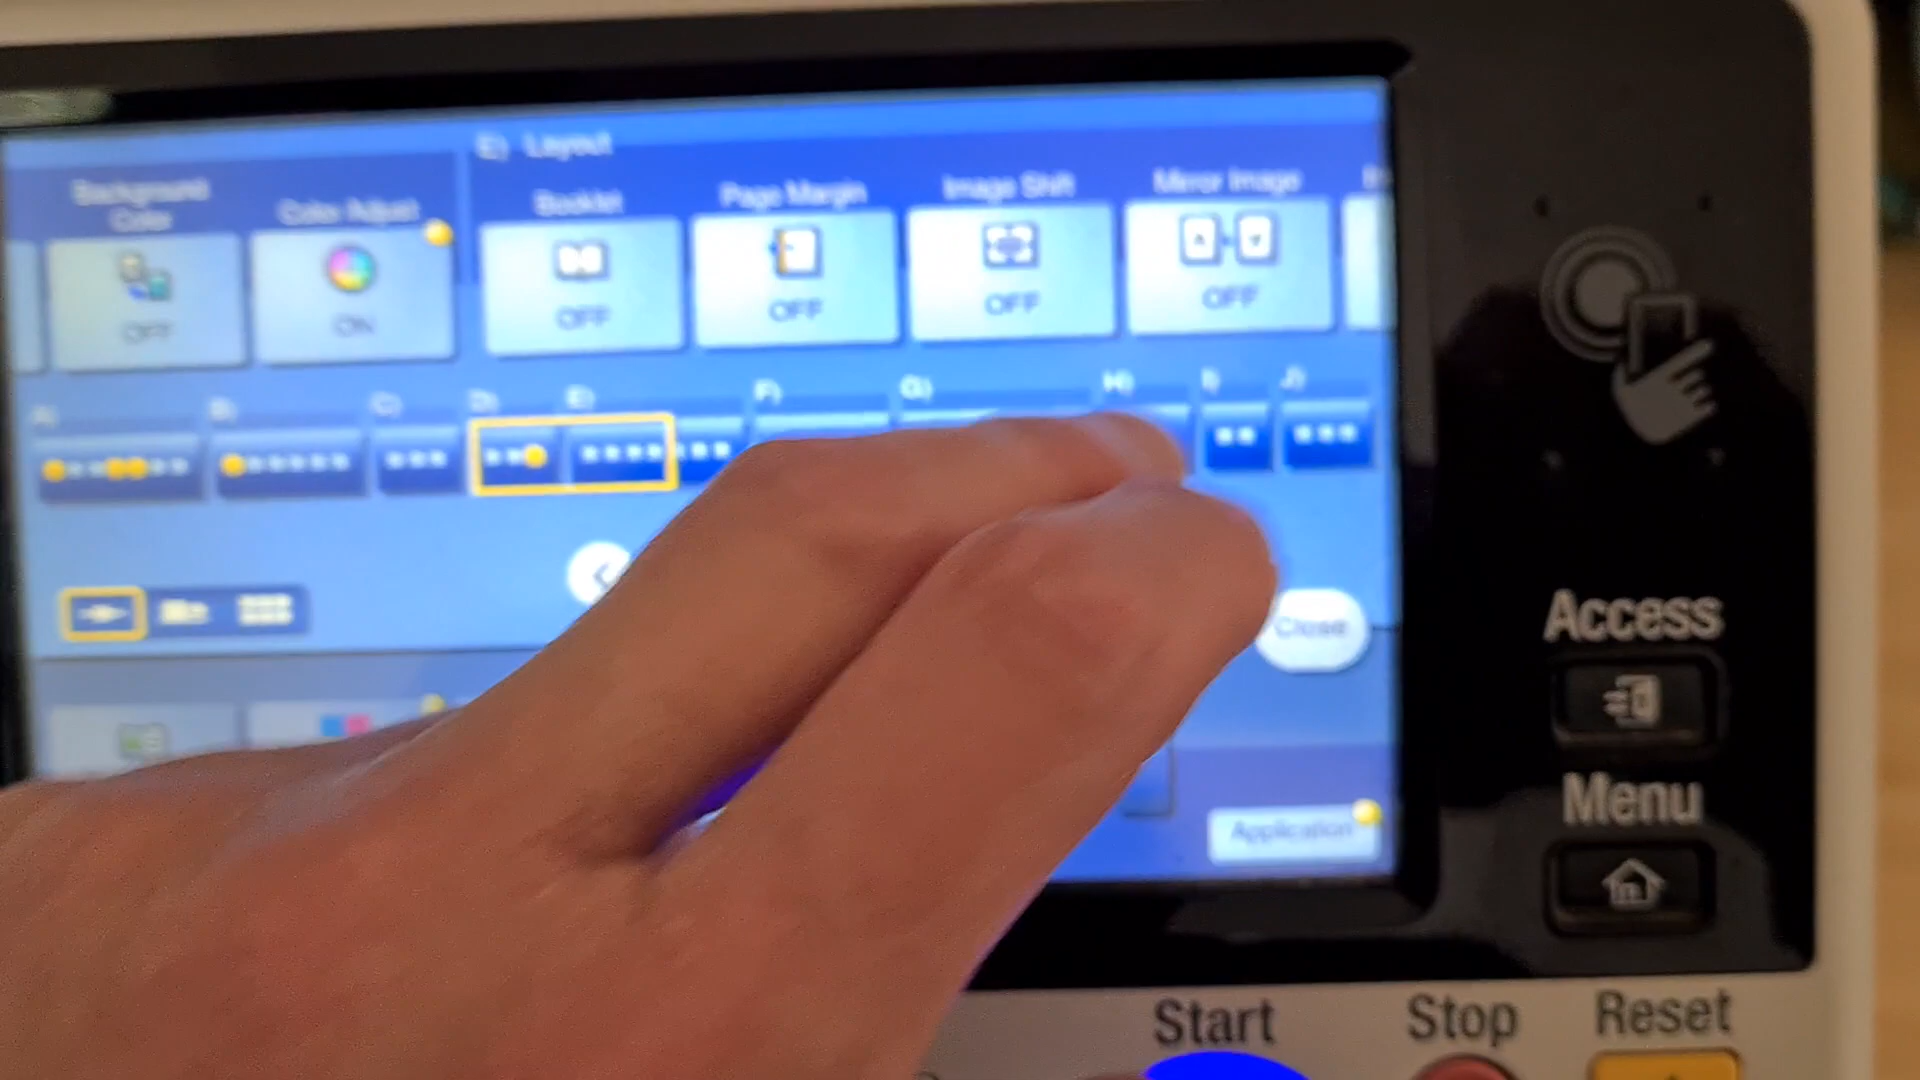 E) Layout
Background
Color
Color Adjust
Booklet
Page Margin
Image Shift
Mirror Image
OFF
ON
OFF
OFF
OFF
OFF
A)
B)
C)
D)
E)
F)
G)
H)
I)
J)
Close
Application
Access
Menu
Start
Stop
Reset